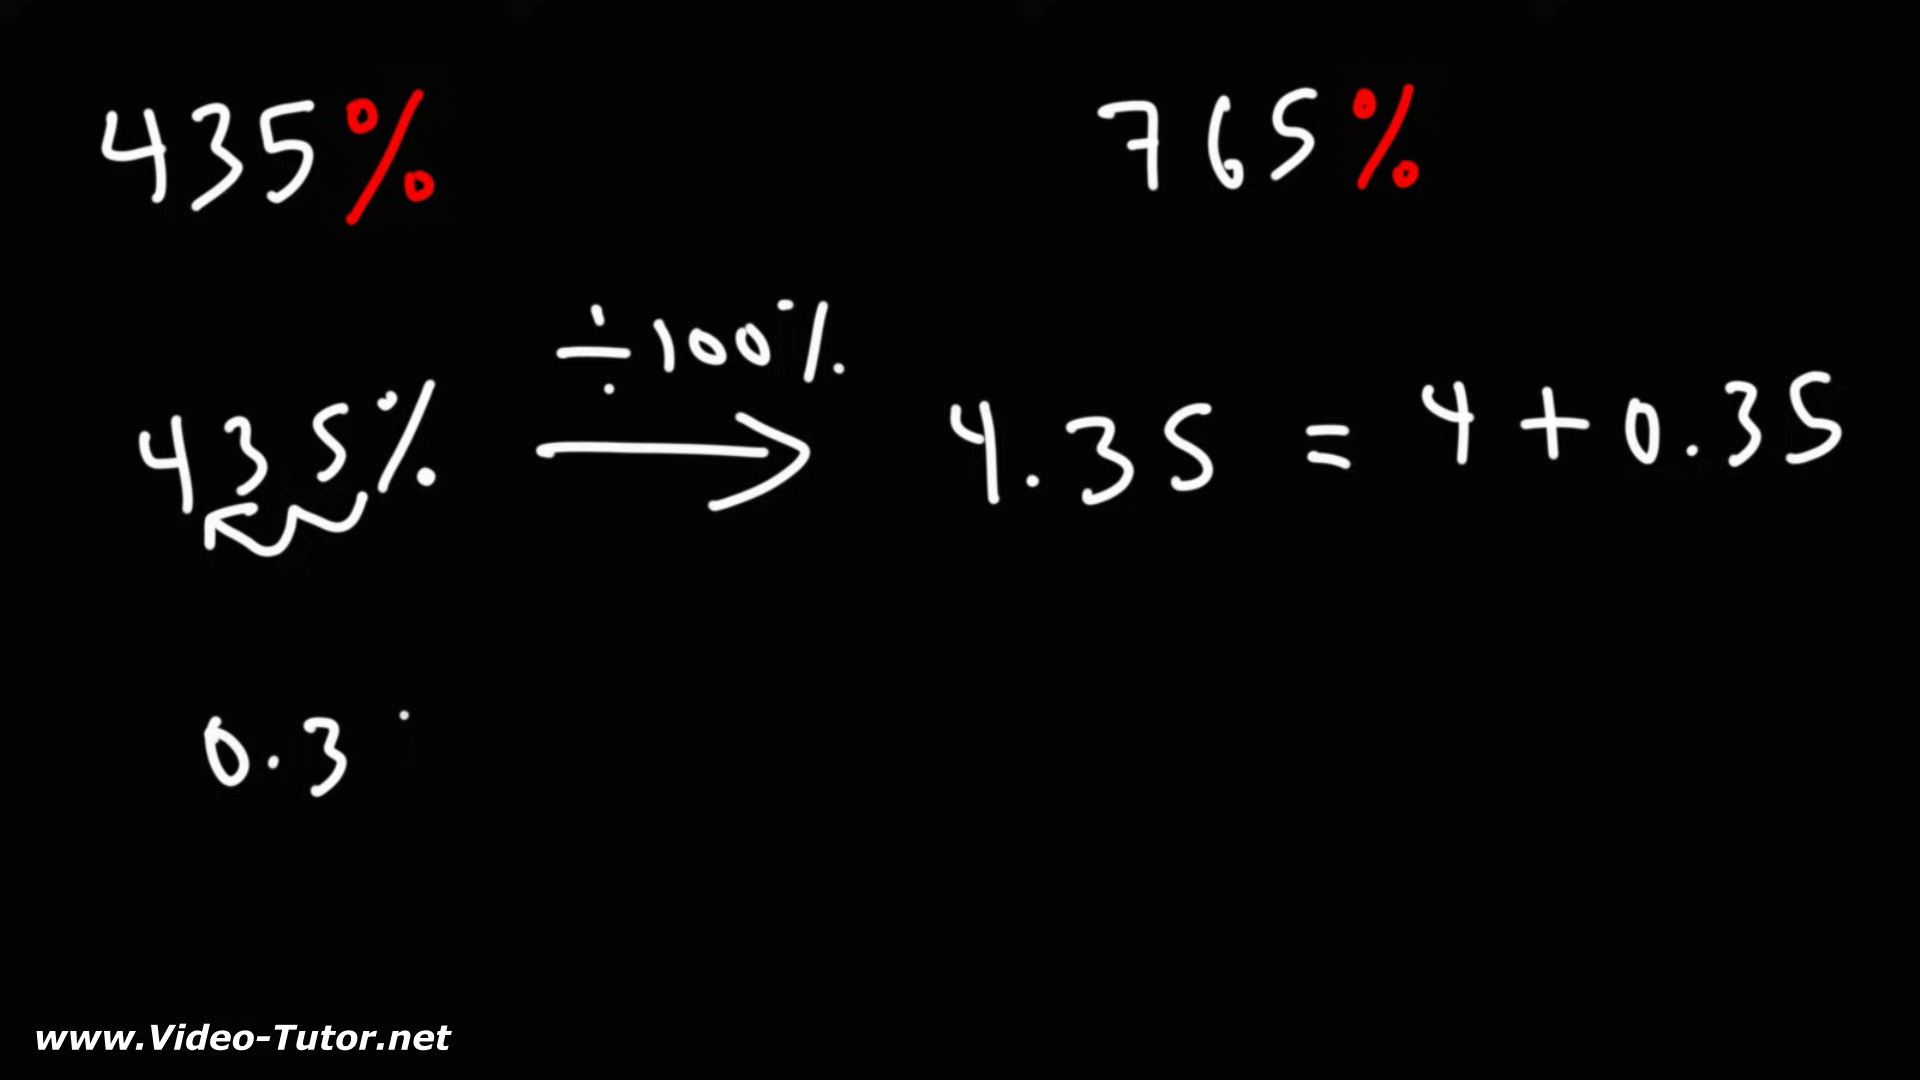 435% 765%
435% ÷100% → 4.35 = 4 + 0.35
0.3
www.Video-Tutor.net